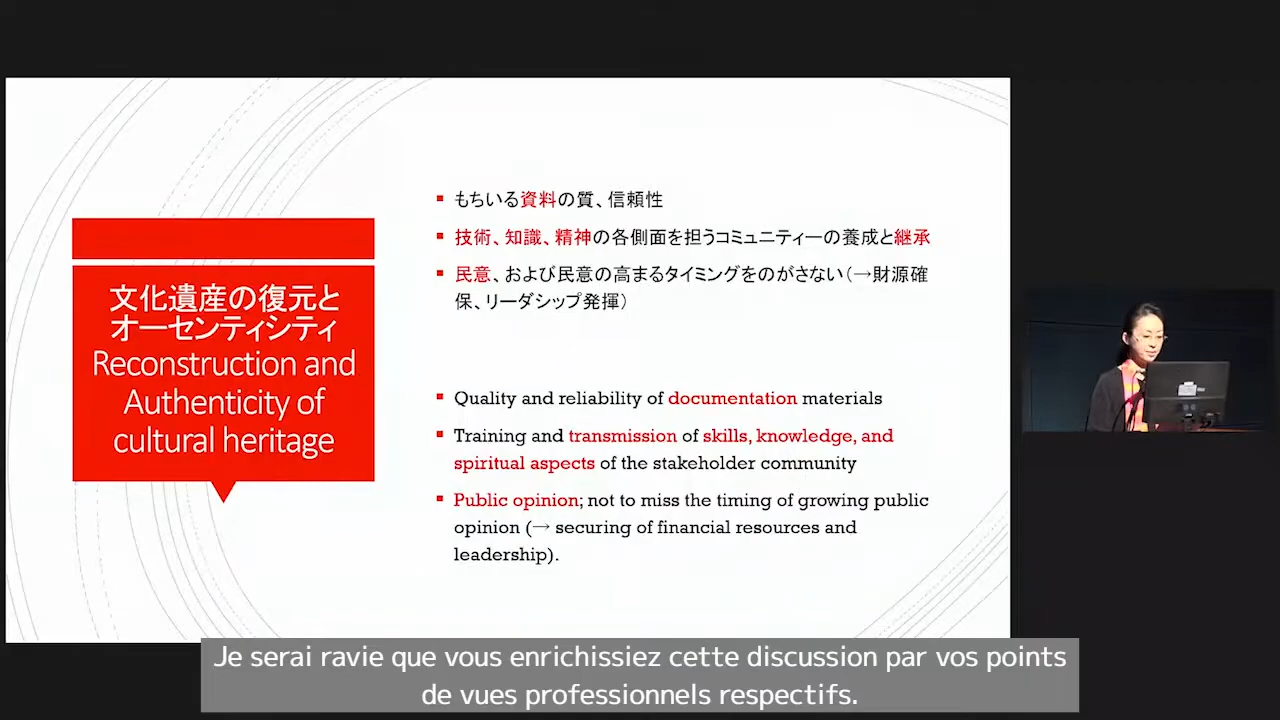 文化遺産の復元と
オーセンティシティ
Reconstruction and
Authenticity of
cultural heritage
もちいる資料の質、信頼性
技術、知識、精神の各側面を担うコミュニティーの養成と継承
民意、および民意の高まるタイミングをのがさない（→財源確
保、リーダシップ発揮）
Quality and reliability of documentation materials
Training and transmission of skills, knowledge, and
spiritual aspects of the stakeholder community
Public opinion; not to miss the timing of growing public
opinion (→ securing of financial resources and
leadership).
Je serai ravie que vous enrichissiez cette discussion par vos points
de vues professionnels respectifs.